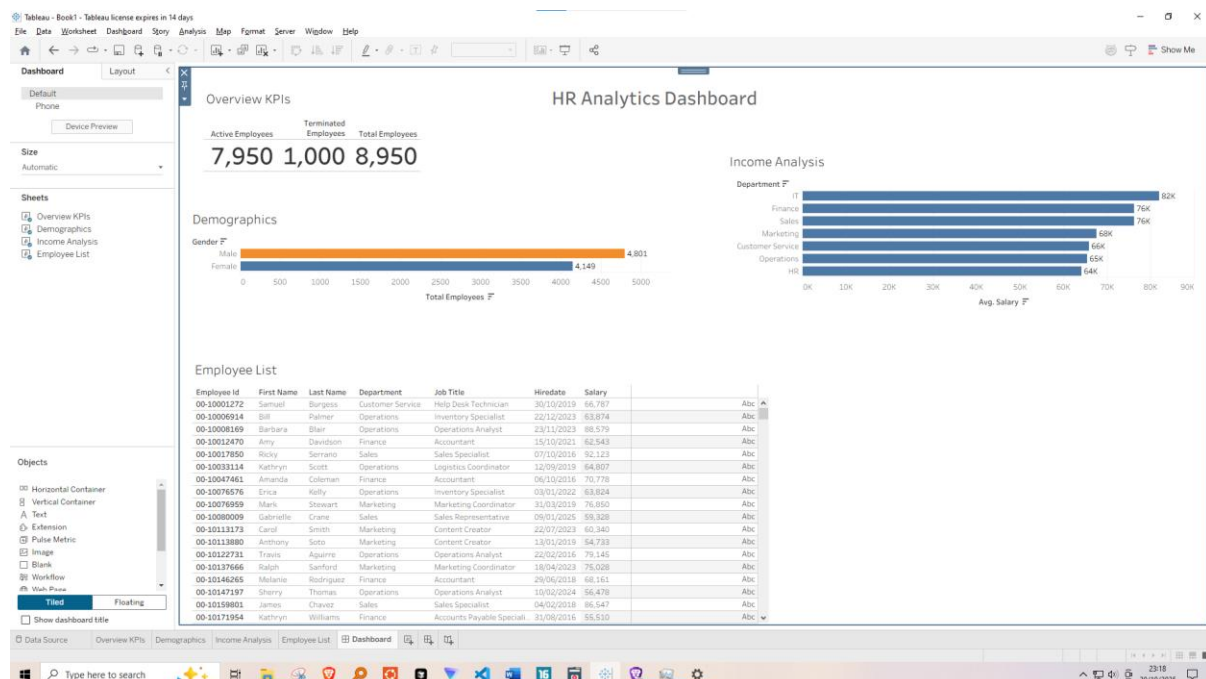 Tableau - Book1 - Tableau license expires in 14 days
File Data Worksheet Dashboard Story Analysis Map Format Server Window Help
Show Me
Dashboard Layout
Default
Phone
Device Preview
Size
Automatic
Sheets
Overview KPIs
Demographics
Income Analysis
Employee List
Objects
Horizontal Container
Vertical Container
Text
Extension
Pulse Metric
Image
Blank
Workflow
Web Page
Tiled Floating
Show dashboard title
HR Analytics Dashboard
Overview KPIs
Active Employees Terminated Employees Total Employees
7,950 1,000 8,950
Demographics
Gender
Male 4,801
Female 4,149
0 500 1000 1500 2000 2500 3000 3500 4000 4500 5000
Total Employees
Income Analysis
Department
IT 82K
Finance 76K
Sales 76K
Marketing 68K
Customer Service 66K
Operations 65K
HR 64K
0K 10K 20K 30K 40K 50K 60K 70K 80K 90K
Avg. Salary
Employee List
Employee Id First Name Last Name Department Job Title Hiredate Salary
00-10001272 Samuel Burgess Customer Service Help Desk Technician 30/10/2019 66,787 Abc
00-10006914 Bill Palmer Operations Inventory Specialist 22/12/2023 63,874 Abc
00-10008169 Barbara Blair Operations Operations Analyst 23/11/2023 88,579 Abc
00-10012470 Amy Davidson Finance Accountant 15/10/2021 62,543 Abc
00-10017850 Ricky Serrano Sales Sales Specialist 07/10/2016 92,123 Abc
00-10033114 Kathryn Scott Operations Logistics Coordinator 12/09/2019 64,807 Abc
00-10047461 Amanda Coleman Finance Accountant 06/10/2016 70,778 Abc
00-10076576 Erica Kelly Operations Inventory Specialist 03/01/2022 63,824 Abc
00-10076959 Mark Stewart Marketing Marketing Coordinator 31/03/2019 76,850 Abc
00-10080009 Gabrielle Crane Sales Sales Representative 09/01/2025 59,328 Abc
00-10113173 Carol Smith Marketing Content Creator 22/07/2023 60,340 Abc
00-10113880 Anthony Soto Marketing Content Creator 13/01/2019 54,733 Abc
00-10122731 Travis Aguirre Operations Operations Analyst 22/02/2016 79,145 Abc
00-10137666 Ralph Sanford Marketing Marketing Coordinator 18/04/2023 75,028 Abc
00-10146265 Melanie Rodriguez Finance Accountant 29/06/2018 68,161 Abc
00-10147197 Sherry Thomas Operations Operations Analyst 10/02/2024 56,478 Abc
00-10159801 James Chavez Sales Sales Specialist 04/02/2018 86,547 Abc
00-10171954 Kathryn Williams Finance Accounts Payable Speciali.. 31/08/2016 55,510 Abc
Data Source Overview KPIs Demographics Income Analysis Employee List Dashboard
Type here to search
23:18